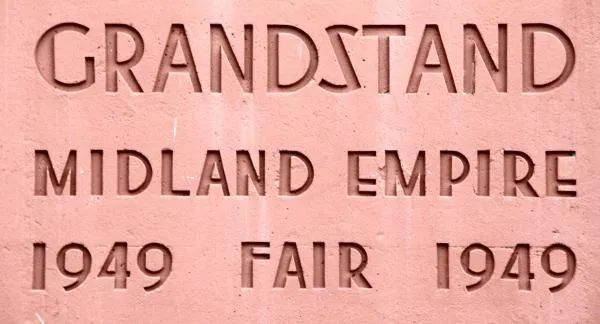 GRANDSTAND
MIDLAND EMPIRE
1949 FAIR 1949